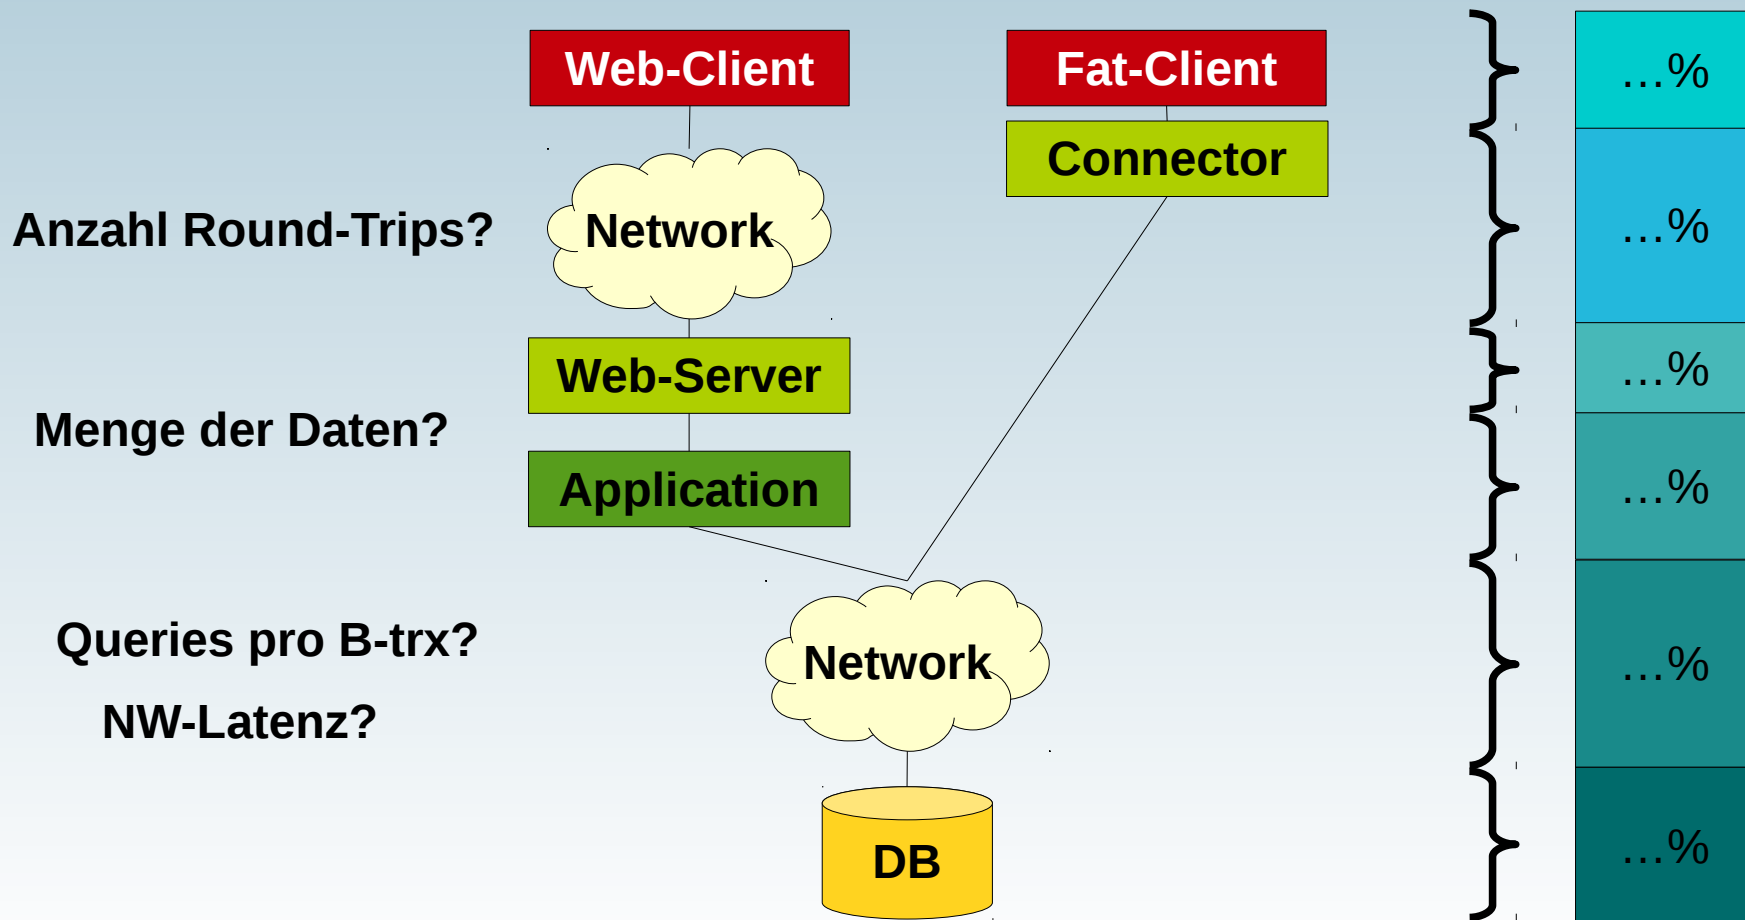 Web-Client
Fat-Client
…%
Connector
Anzahl Round-Trips?
Network
…%
Web-Server
…%
Menge der Daten?
Application
…%
Queries pro B-trx?
Network
…%
NW-Latenz?
DB
…%